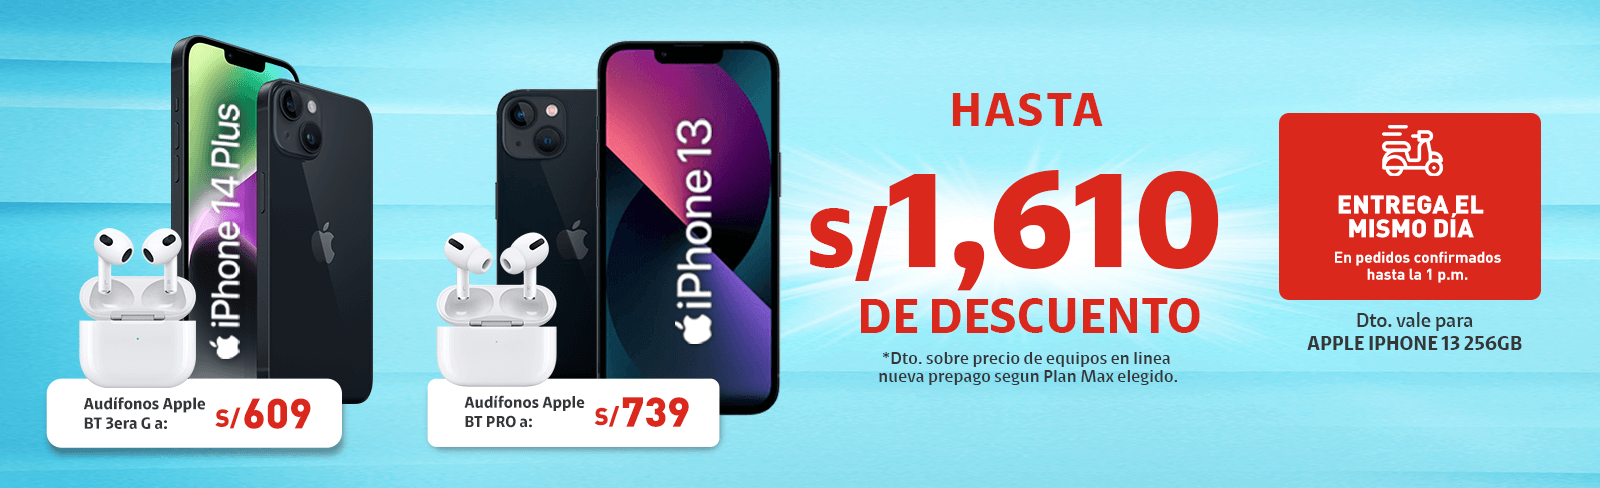 iPhone 14 Plus
Audífonos Apple
BT 3era G a:
S/609
iPhone 13
Audífonos Apple
BT PRO a:
S/739
HASTA
S/1,610
DE DESCUENTO
*Dto. sobre precio de equipos en linea
nueva prepago segun Plan Max elegido.
ENTREGA EL
MISMO DÍA
En pedidos confirmados
hasta la 1 p.m.
Dto. vale para
APPLE IPHONE 13 256GB